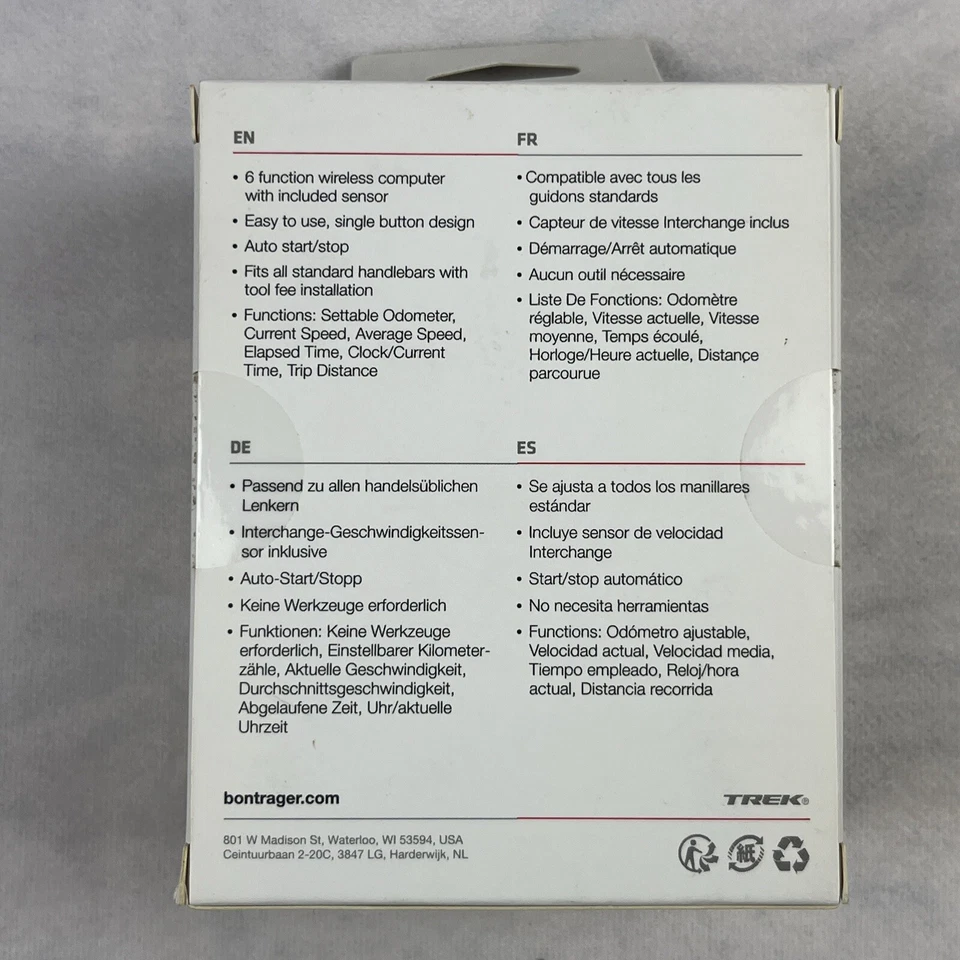 EN
• 6 function wireless computer
with included sensor
• Easy to use, single button design
• Auto start/stop
• Fits all standard handlebars with
tool fee installation
• Functions: Settable Odometer,
Current Speed, Average Speed,
Elapsed Time, Clock/Current
Time, Trip Distance
FR
• Compatible avec tous les
guidons standards
• Capteur de vitesse Interchange inclus
• Démarrage/Arrêt automatique
• Aucun outil nécessaire
• Liste De Fonctions: Odomètre
réglable, Vitesse actuelle, Vitesse
moyenne, Temps écoulé,
Horloge/Heure actuelle, Distance
parcourue
DE
• Passend zu allen handelsüblichen
Lenkern
• Interchange-Geschwindigkeitssen-
sor inklusive
• Auto-Start/Stopp
• Keine Werkzeuge erforderlich
• Funktionen: Keine Werkzeuge
erforderlich, Einstellbarer Kilometer-
zähle, Aktuelle Geschwindigkeit,
Durchschnittsgeschwindigkeit,
Abgelaufene Zeit, Uhr/aktuelle
Uhrzeit
ES
• Se ajusta a todos los manillares
estándar
• Incluye sensor de velocidad
Interchange
• Start/stop automático
• No necesita herramientas
• Functions: Odómetro ajustable,
Velocidad actual, Velocidad media,
Tiempo empleado, Reloj/hora
actual, Distancia recorrida
bontrager.com
TREK®
801 W Madison St, Waterloo, WI 53594, USA
Ceintuurbaan 2-20C, 3847 LG, Harderwijk, NL
紙